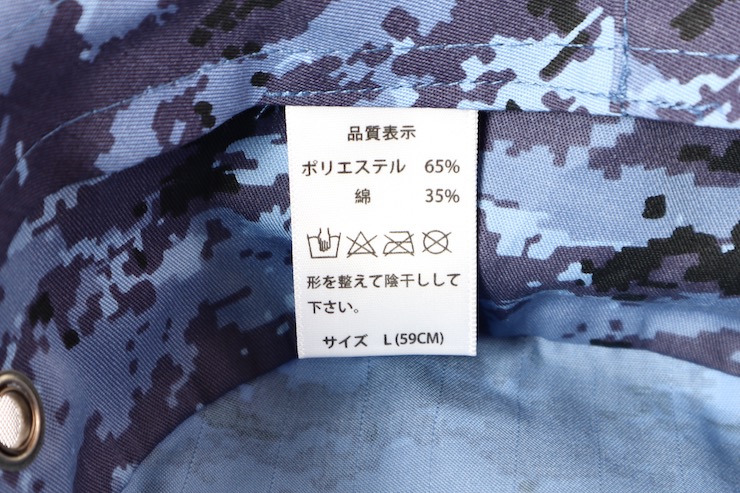 品質表示
ポリエステル 65%
綿 35%
形を整えて陰干しして
下さい。
サイズ L (59CM)